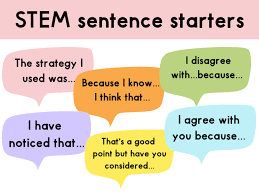 STEM sentence starters
The strategy I
used was...
Because I know...
I think that...
I disagree
with...because...
I have
noticed that...
That's a good
point but have you
considered...
I agree with
you because...